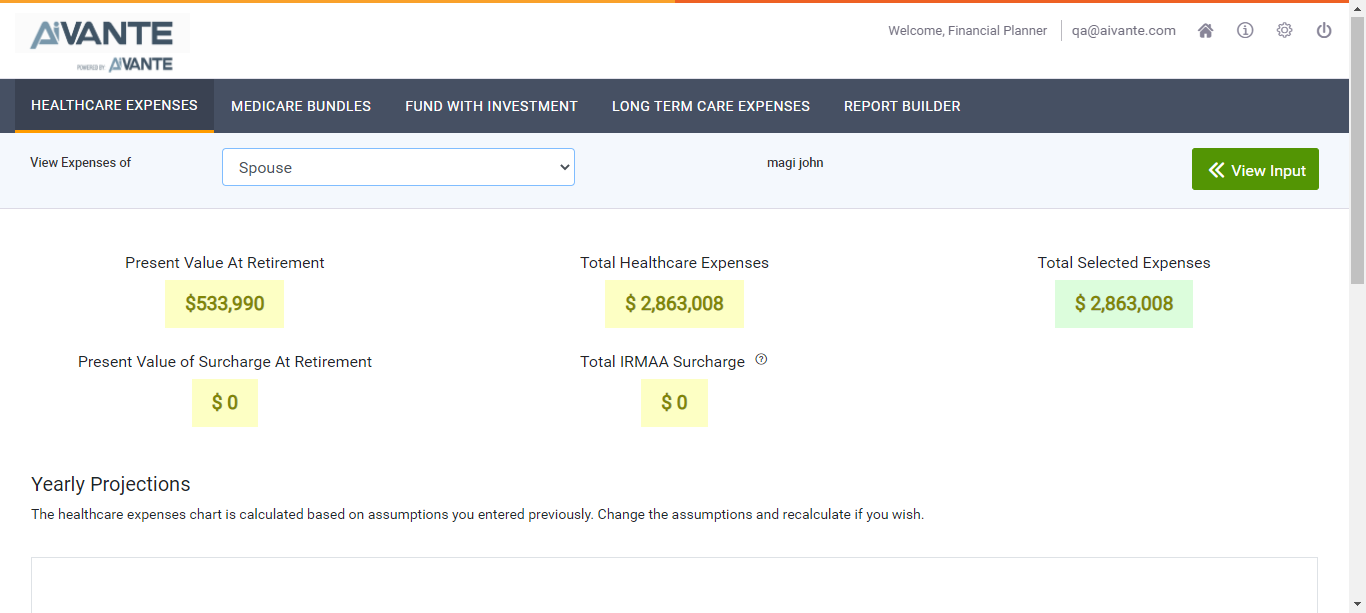 AiVANTE
POWERED BY AiVANTE
Welcome, Financial Planner qa@aivante.com
HEALTHCARE EXPENSES MEDICARE BUNDLES FUND WITH INVESTMENT LONG TERM CARE EXPENSES REPORT BUILDER
View Expenses of Spouse magi john View Input
Present Value At Retirement Total Healthcare Expenses Total Selected Expenses
$533,990 $ 2,863,008 $ 2,863,008
Present Value of Surcharge At Retirement Total IRMAA Surcharge ?
$ 0 $ 0
Yearly Projections
The healthcare expenses chart is calculated based on assumptions you entered previously. Change the assumptions and recalculate if you wish.